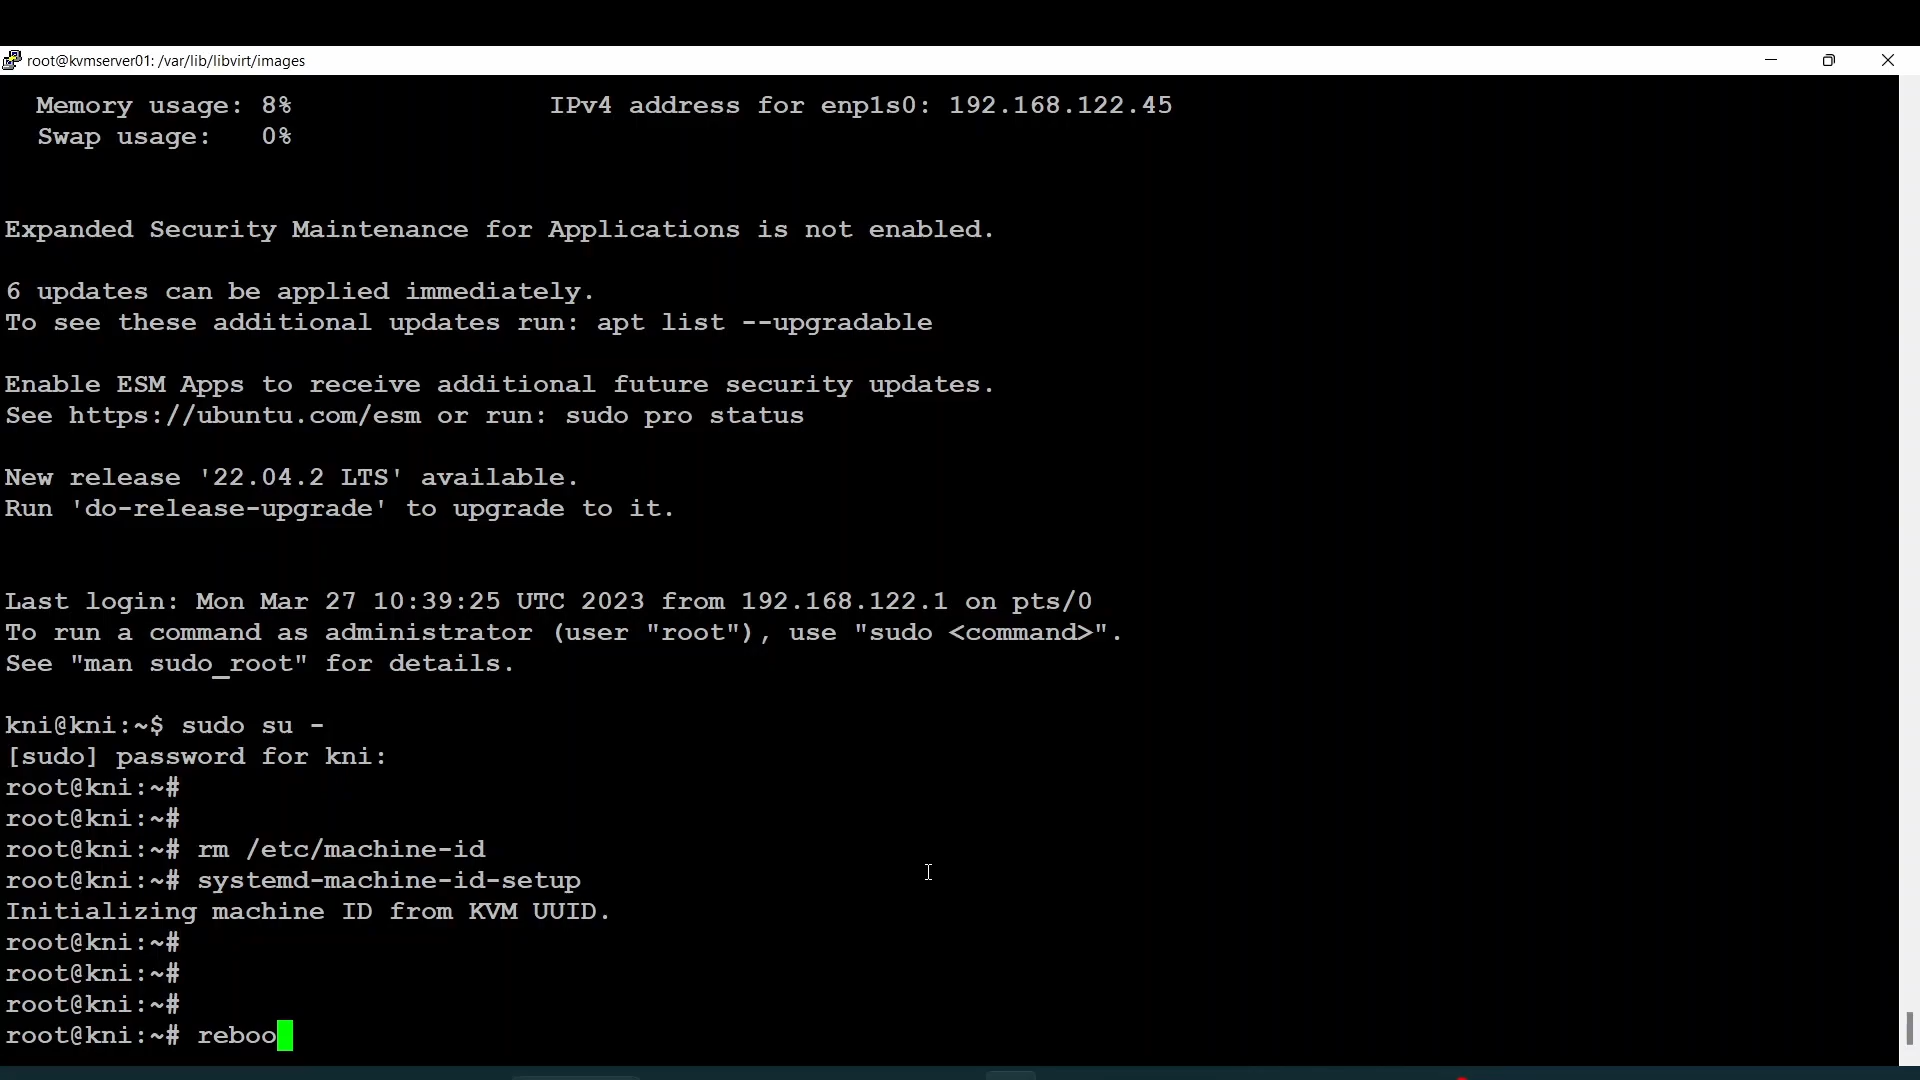 root@kvmserver01: /var/lib/libvirt/images
Memory usage: 8% IPv4 address for enp1s0: 192.168.122.45
Swap usage: 0%
Expanded Security Maintenance for Applications is not enabled.
6 updates can be applied immediately.
To see these additional updates run: apt list --upgradable
Enable ESM Apps to receive additional future security updates.
See https://ubuntu.com/esm or run: sudo pro status
New release '22.04.2 LTS' available.
Run 'do-release-upgrade' to upgrade to it.
Last login: Mon Mar 27 10:39:25 UTC 2023 from 192.168.122.1 on pts/0
To run a command as administrator (user "root"), use "sudo <command>".
See "man sudo_root" for details.
kni@kni:~$ sudo su -
[sudo] password for kni:
root@kni:~#
root@kni:~#
root@kni:~# rm /etc/machine-id
root@kni:~# systemd-machine-id-setup
Initializing machine ID from KVM UUID.
root@kni:~#
root@kni:~#
root@kni:~#
root@kni:~# reboo